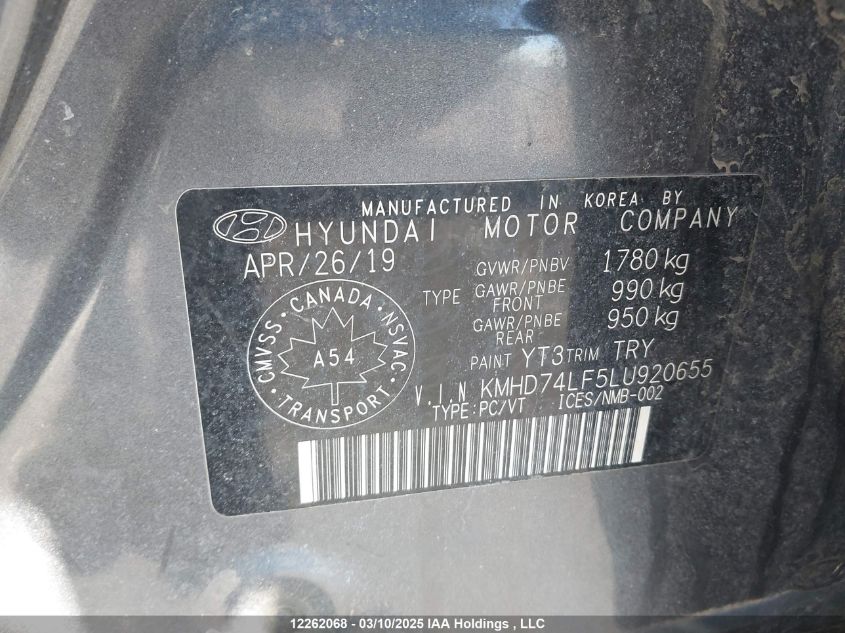 MANUFACTURED IN KOREA BY
HYUNDAI MOTOR COMPANY
APR/26/19
GVWR/PNBV 1780 kg
TYPE GAWR/PNBE FRONT 990 kg
GAWR/PNBE REAR 950 kg
PAINT YT3 TRIM TRY
V.I.N KMHD74LF5LU920655
TYPE:PC/VT ICES/NMB-002
CMVSS · CANADA · NSVAC · TRANSPORT ·
A54
12262068 - 03/10/2025 IAA Holdings , LLC